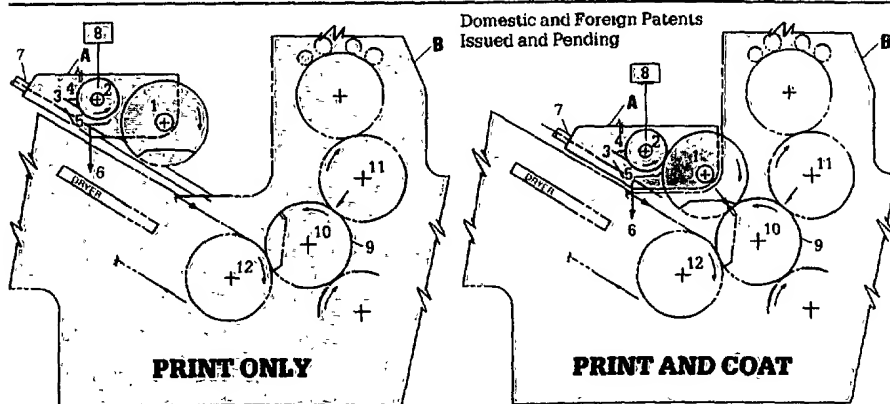 Domestic and Foreign Patents
Issued and Pending
8
7
A
B
4
2
3
5
1
6
DRYER
11
10
9
12
PRINT ONLY
8
7
A
B
4
2
3
5
1
6
DRYER
11
10
9
12
PRINT AND COAT